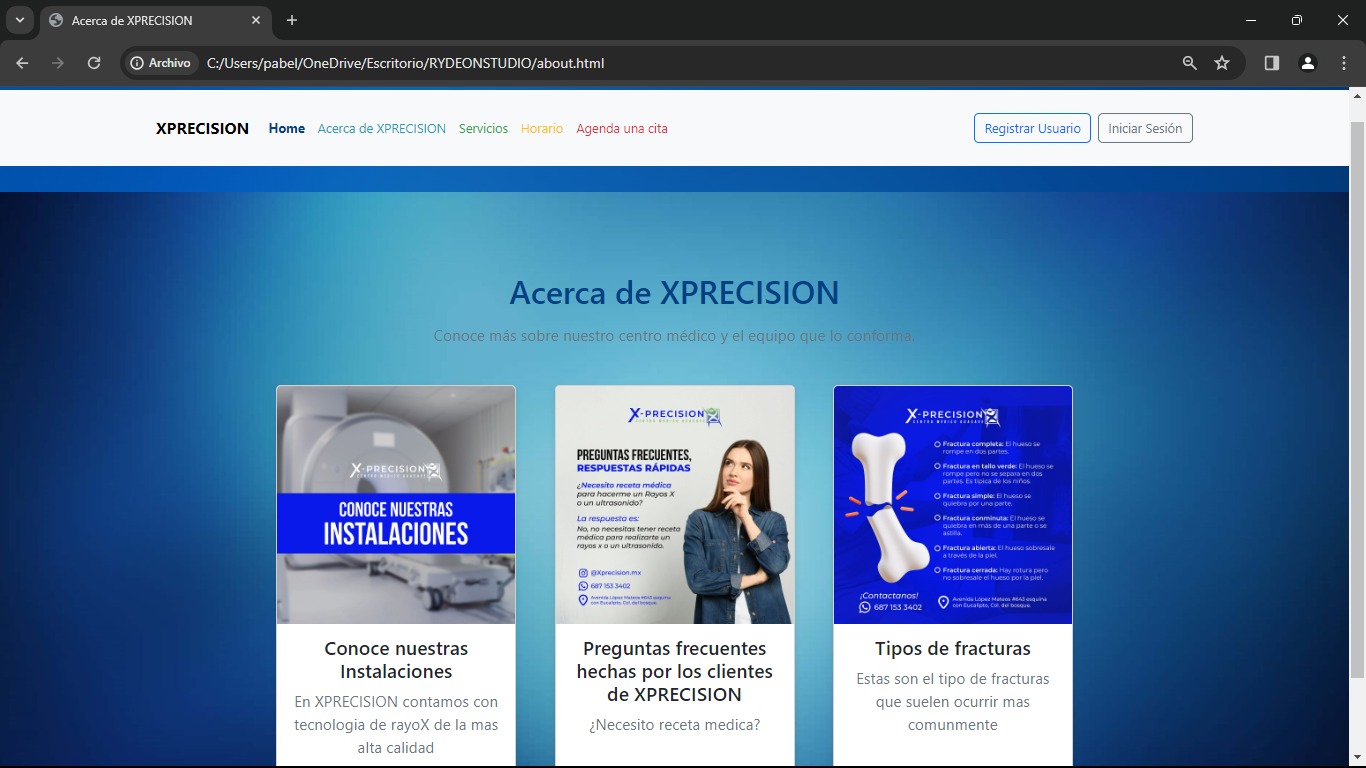 Acerca de XPRECISION
Archivo
C:/Users/pabel/OneDrive/Escritorio/RYDEONSTUDIO/about.html
XPRECISION Home Acerca de XPRECISION Servicios Horario Agenda una cita
Registrar Usuario Iniciar Sesión
Acerca de XPRECISION
Conoce más sobre nuestro centro médico y el equipo que lo conforma.
X-PRECISION
CONOCE NUESTRAS
INSTALACIONES
Conoce nuestras
Instalaciones
En XPRECISION contamos con
tecnologia de rayoX de la mas
alta calidad
X-PRECISION
PREGUNTAS FRECUENTES,
RESPUESTAS RÁPIDAS
¿Necesito receta médica
para hacerme un Rayos X
o un ultrasonido?
La respuesta es:
No, no necesitas tener receta
médica para realizarte un
rayos x o un ultrasonido.
@Xprecision.mx
687 153 3402
Avenida López Mateos #643 esquina
con Eucalipto, Col. del bosque.
Preguntas frecuentes
hechas por los clientes
de XPRECISION
¿Necesito receta medica?
X-PRECISION
Fractura completa: El hueso se
rompe en dos partes.
Fractura en tallo verde: El hueso se
rompe pero no se separa en dos
partes. Es típica de los niños.
Fractura simple: El hueso se
quiebra por una parte.
Fractura conminuta: El hueso se
quiebra en más de una parte o se
astilla.
Fractura abierta: El hueso sobresale
a través de la piel.
Fractura cerrada: Hay rotura pero
no sobresale el hueso por la piel.
¡Contactanos!
687 153 3402
Avenida López Mateos #643 esquina
con Eucalipto, Col. del bosque.
Tipos de fracturas
Estas son el tipo de fracturas
que suelen ocurrir mas
comunmente